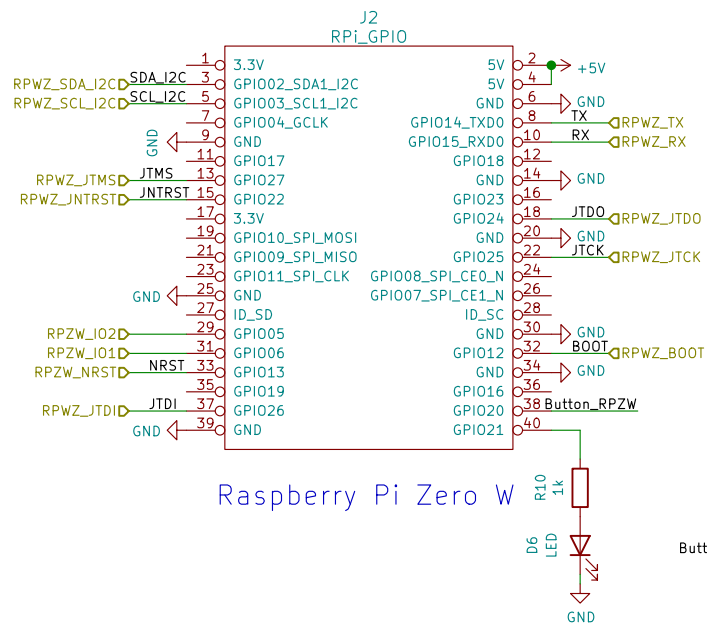 J2
RPi_GPIO
1 3.3V 5V 2 +5V
RPWZ_SDA_I2C SDA_I2C 3 GPIO02_SDA1_I2C 5V 4
RPWZ_SCL_I2C SCL_I2C 5 GPIO03_SCL1_I2C GND 6 GND
7 GPIO04_GCLK GPIO14_TXD0 8 TX RPWZ_TX
GND 9 GND GPIO15_RXD0 10 RX RPWZ_RX
11 GPIO17 GPIO18 12
RPWZ_JTMS JTMS 13 GPIO27 GND 14 GND
RPWZ_JNTRST JNTRST 15 GPIO22 GPIO23 16
17 3.3V GPIO24 18 JTDO RPWZ_JTDO
19 GPIO10_SPI_MOSI GND 20 GND
21 GPIO09_SPI_MISO GPIO25 22 JTCK RPWZ_JTCK
23 GPIO11_SPI_CLK GPIO08_SPI_CE0_N 24
GND 25 GND GPIO07_SPI_CE1_N 26
27 ID_SD ID_SC 28
RPZW_IO2 29 GPIO05 GND 30 GND
RPZW_IO1 31 GPIO06 GPIO12 32 BOOT RPWZ_BOOT
RPZW_NRST NRST 33 GPIO13 GND 34 GND
35 GPIO19 GPIO16 36
RPWZ_JTDI JTDI 37 GPIO26 GPIO20 38 Button_RPZW
GND 39 GND GPIO21 40
Raspberry Pi Zero W
R10
1k
D6
LED
Butt
GND